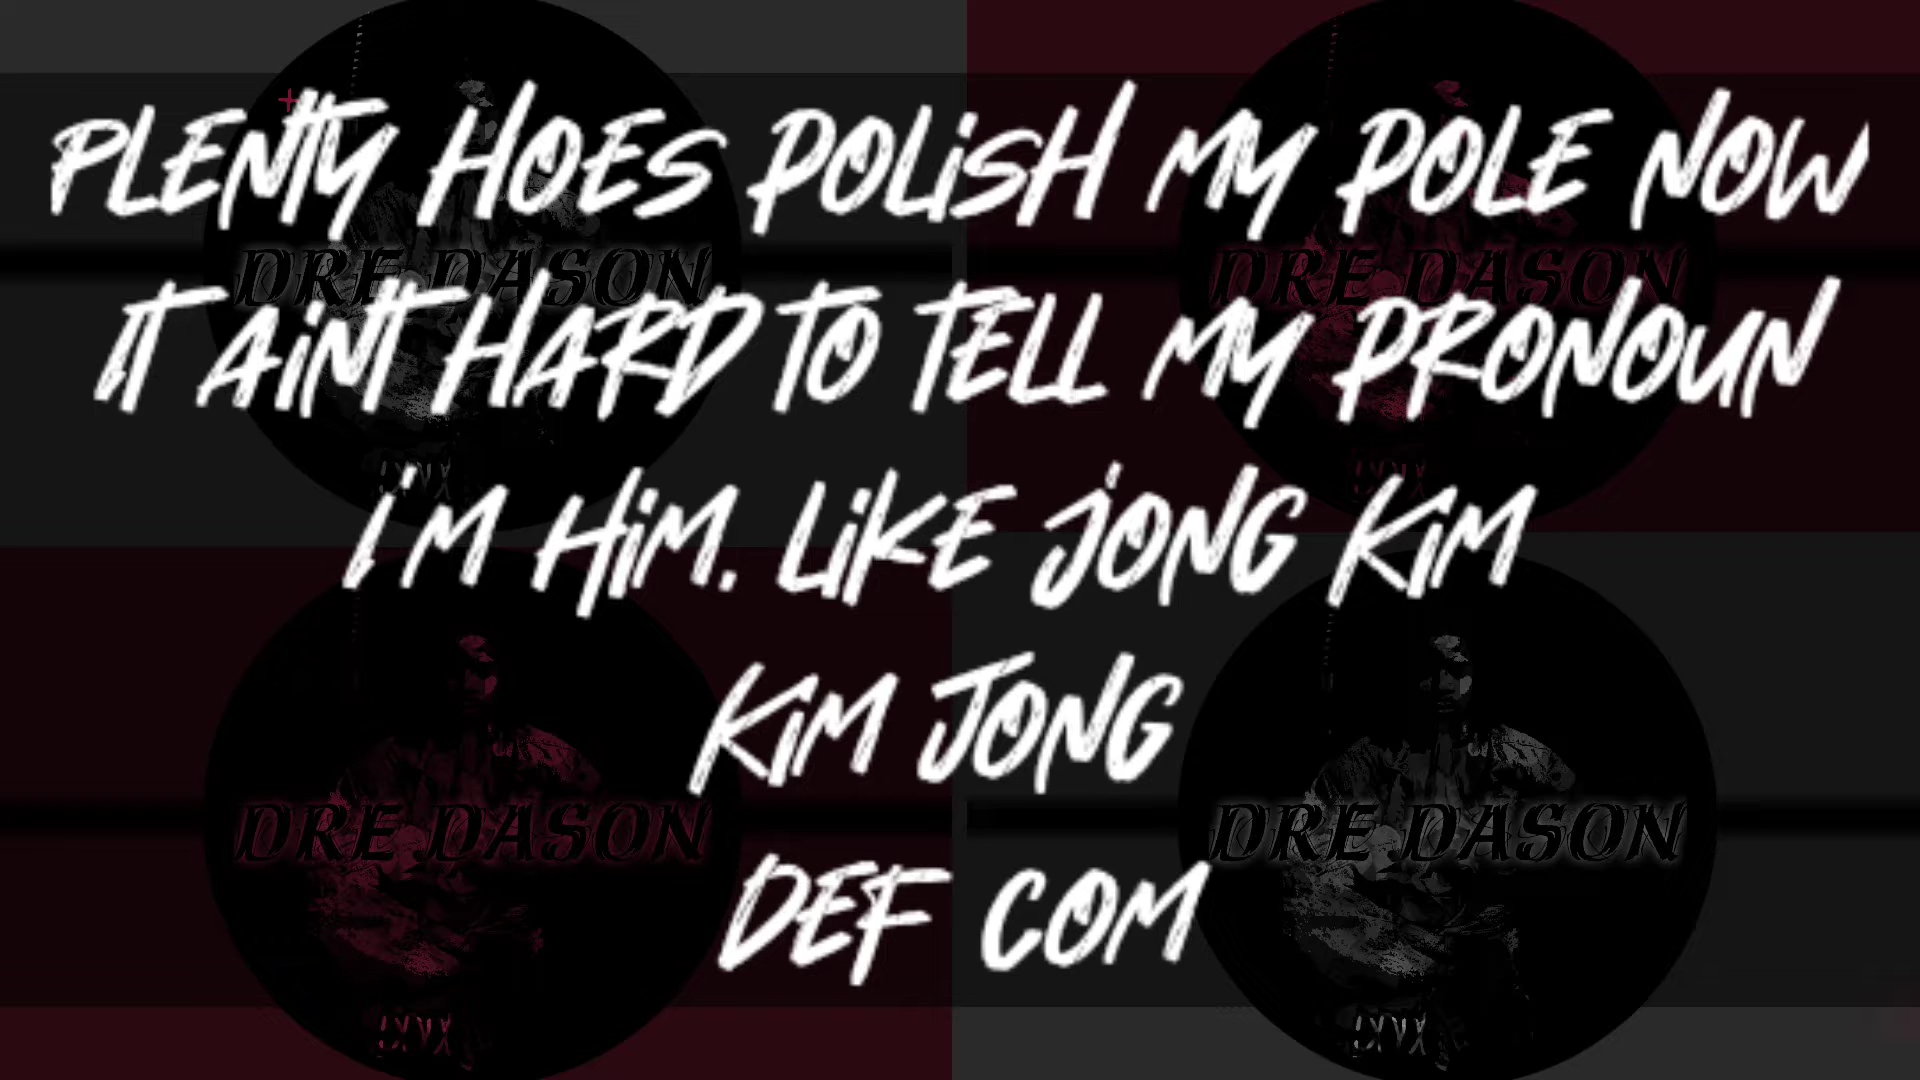 PLENTY HOES POLiSH MY POLE NOW
DRE DASON DRE DASON
IT AiNT HARD TO TELL MY PRONOUN
I'M HiM. LiKE JONG KiM
KiM JONG
DRE DASON DRE DASON
DEF COM